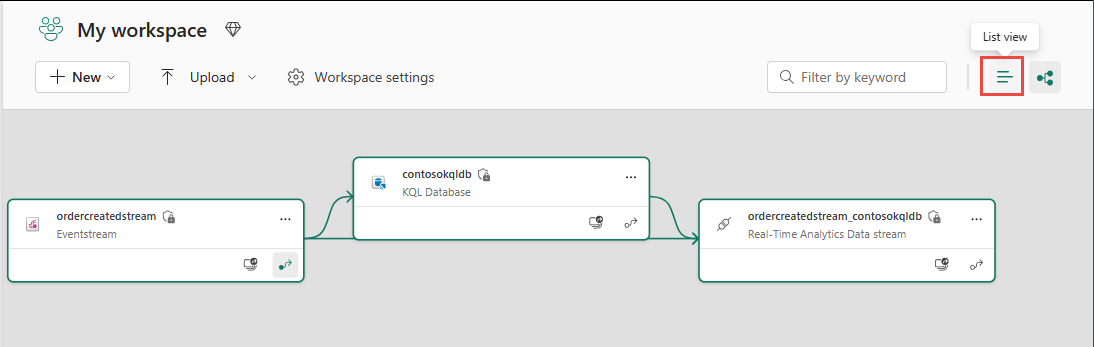 My workspace
List view
New
Upload
Workspace settings
Filter by keyword
contosokqldb
KQL Database
ordercreatedstream
Eventstream
ordercreatedstream_contosokqldb
Real-Time Analytics Data stream